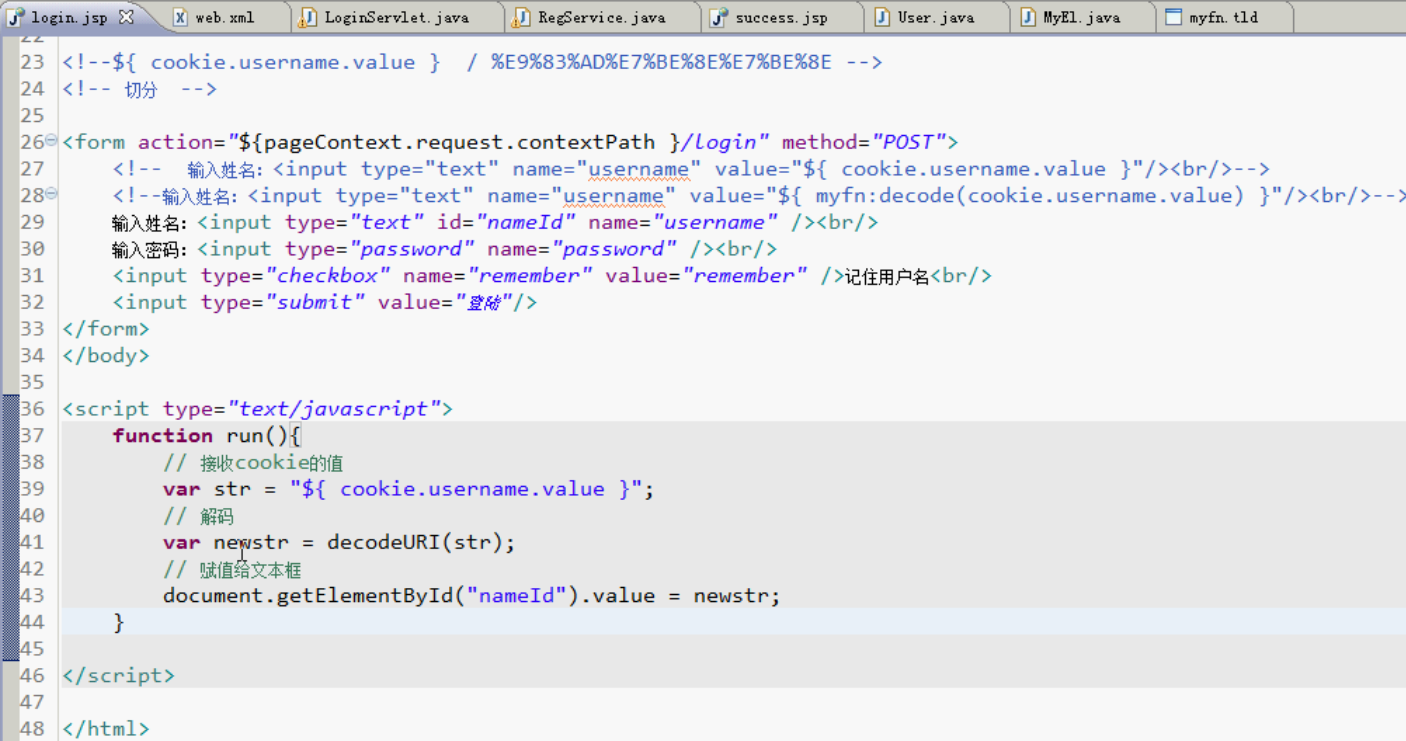 login.jsp web.xml LoginServlet.java RegService.java success.jsp User.java MyEl.java myfn.tld
22
23 <!--${ cookie.username.value }  / %E9%83%AD%E7%BE%8E%E7%BE%8E -->
24 <!-- 切分  -->
25
26 <form action="${pageContext.request.contextPath }/login" method="POST">
27     <!--  输入姓名：<input type="text" name="username" value="${ cookie.username.value }"/><br/>-->
28     <!--输入姓名：<input type="text" name="username" value="${ myfn:decode(cookie.username.value) }"/><br/>-->
29     输入姓名：<input type="text" id="nameId" name="username" /><br/>
30     输入密码：<input type="password" name="password" /><br/>
31     <input type="checkbox" name="remember" value="remember" />记住用户名<br/>
32     <input type="submit" value="登陆"/>
33 </form>
34 </body>
35
36 <script type="text/javascript">
37     function run(){
38         // 接收cookie的值
39         var str = "${ cookie.username.value }";
40         // 解码
41         var newstr = decodeURI(str);
42         // 赋值给文本框
43         document.getElementById("nameId").value = newstr;
44     }
45
46 </script>
47
48 </html>